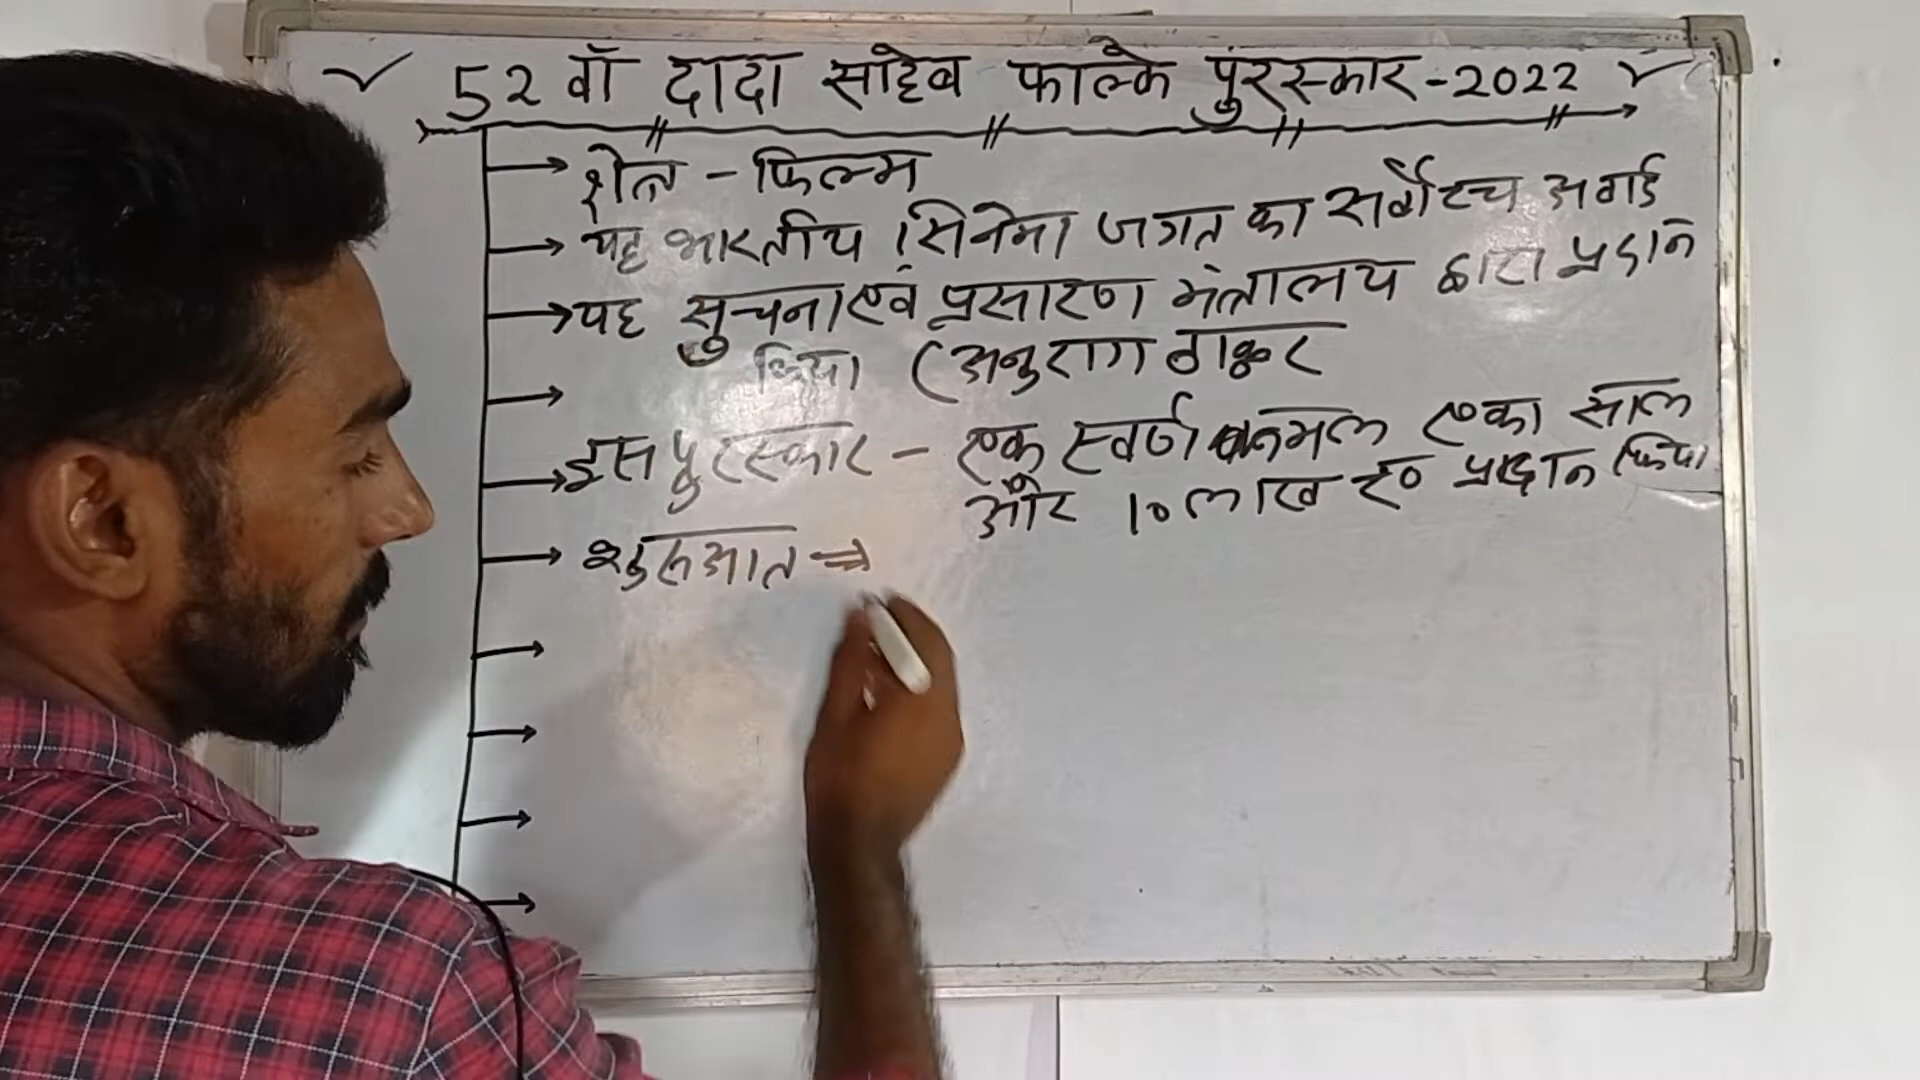 52 वाँ दादा साहेब फाल्के पुरस्कार-2022
क्षेत्र - फिल्म
यह भारतीय सिनेमा जगत का सर्वोच्च अवार्ड
यह सुचना एवं प्रसारण मंत्रालय द्वारा प्रदान
किया (अनुराग ठाकुर
इस पुरस्कार - एक स्वर्ण कमल एका साल
और 10 लाख रु० प्रदान किया
शुरुआत ⇒